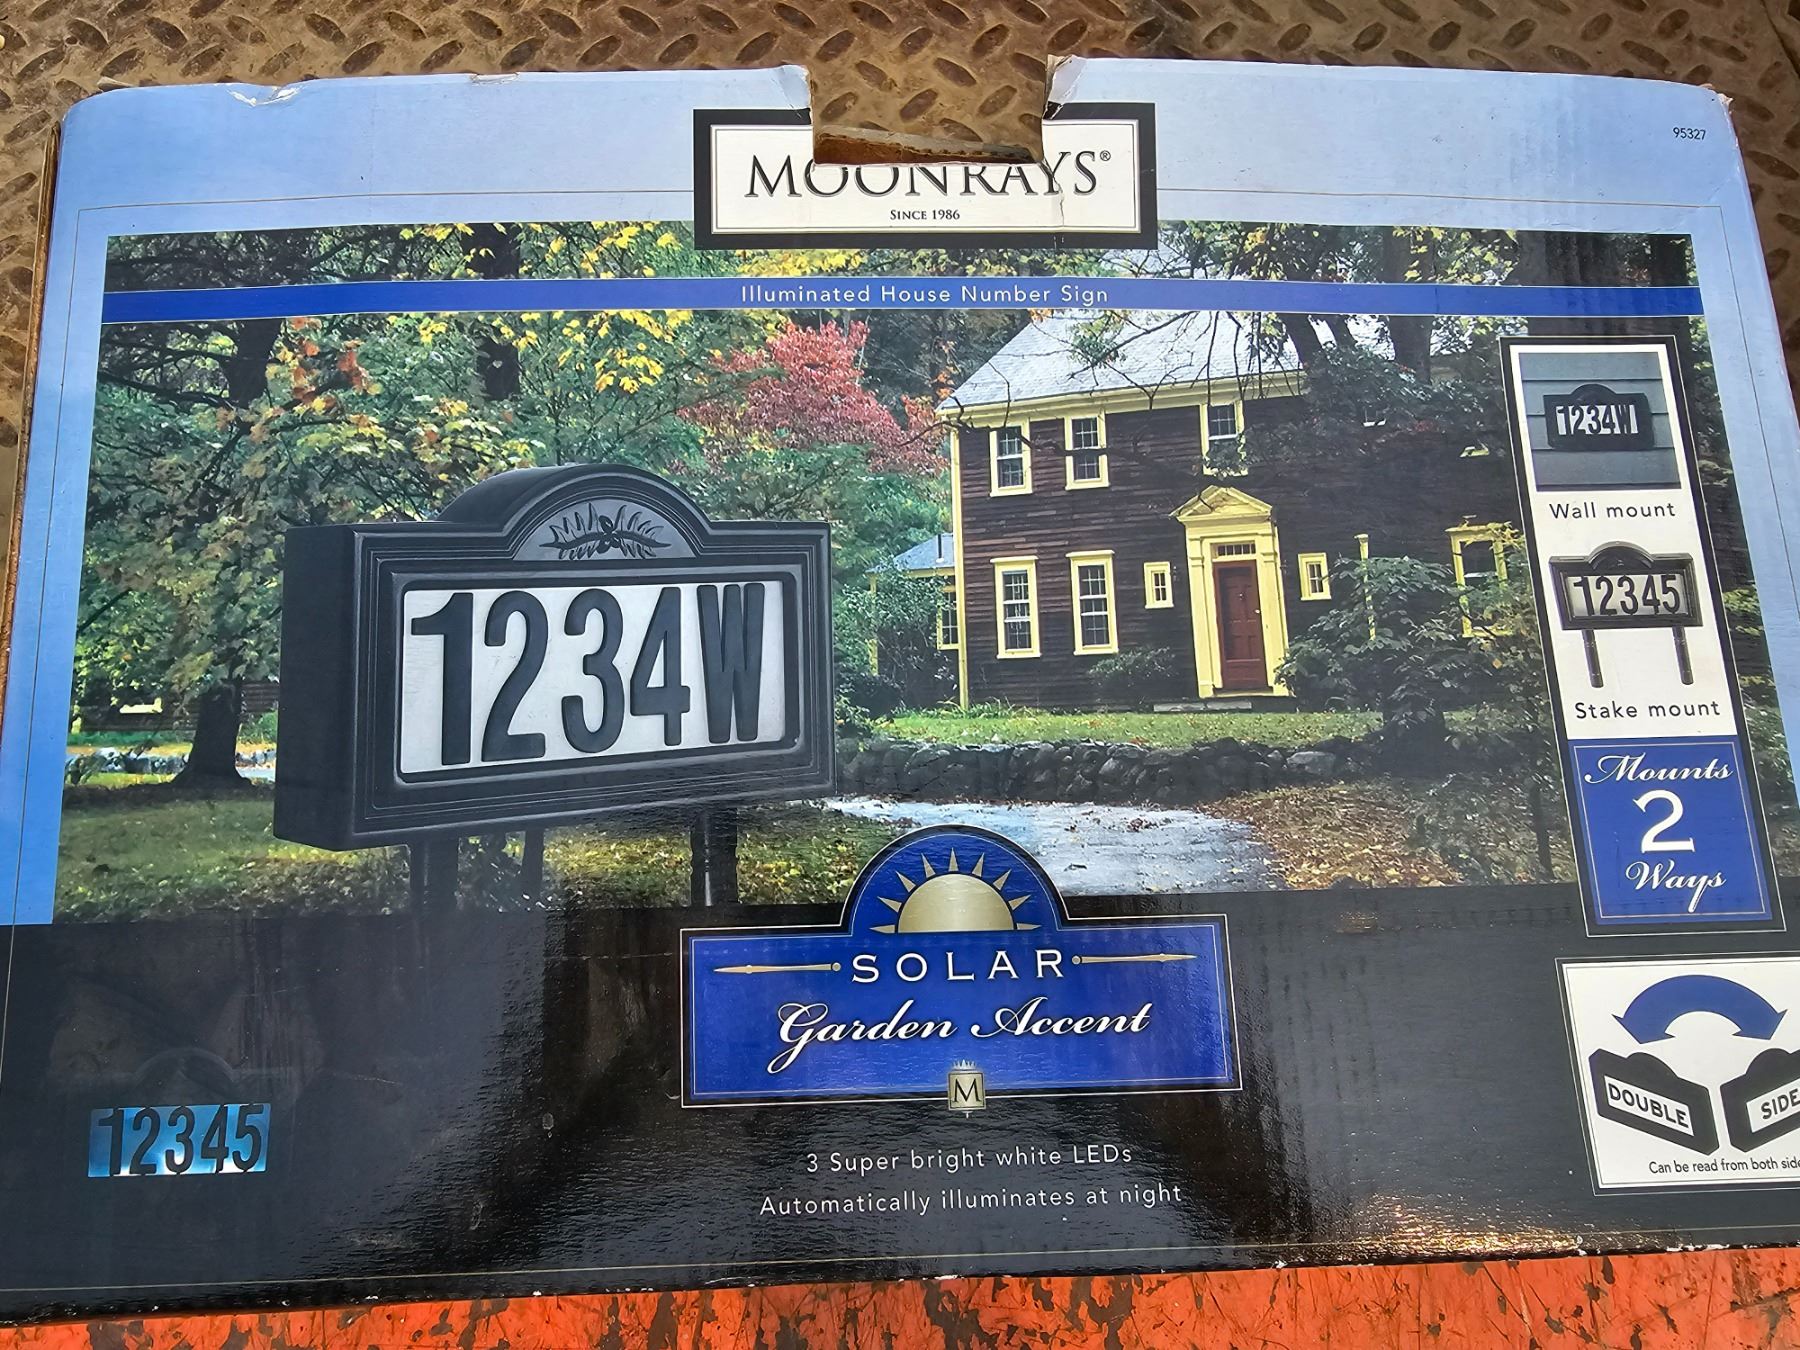 95327
MOONRAYS®
SINCE 1986
Illuminated House Number Sign
1234W
Wall mount
12345
Stake mount
Mounts
2
Ways
1234W
SOLAR
Garden Accent
M
3 Super bright white LEDs
Automatically illuminates at night
12345
DOUBLE
SIDE
Can be read from both side